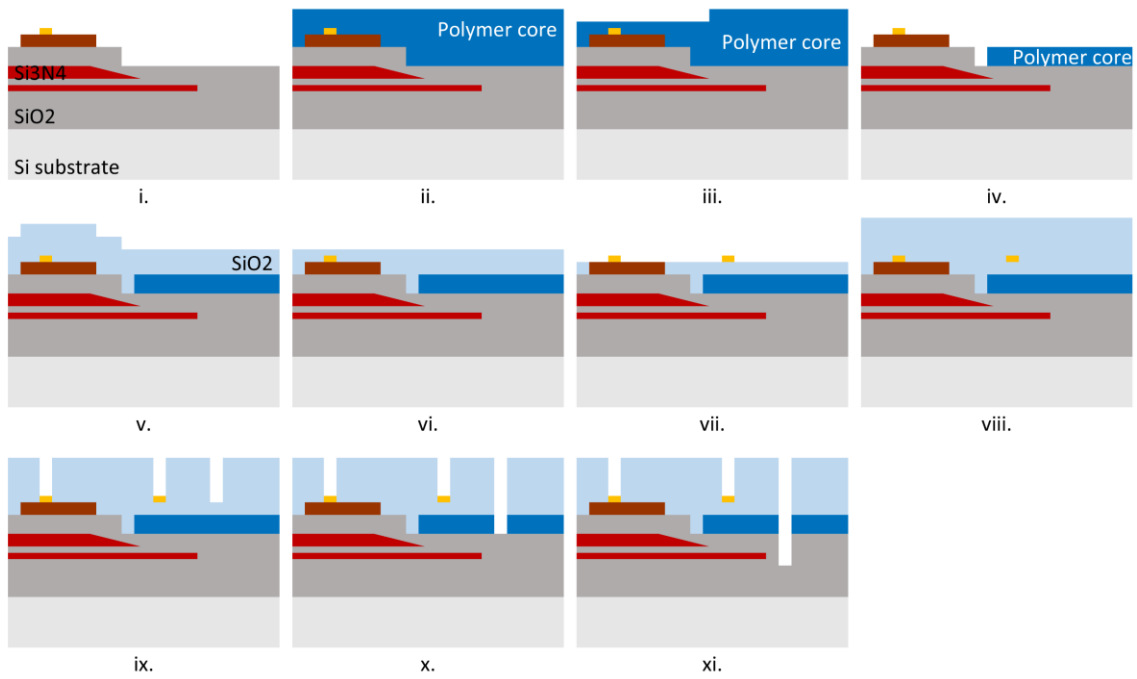 Polymer core
Polymer core
Polymer core
Si3N4
SiO2
Si substrate
i.
ii.
iii.
iv.
SiO2
v.
vi.
vii.
viii.
ix.
x.
xi.